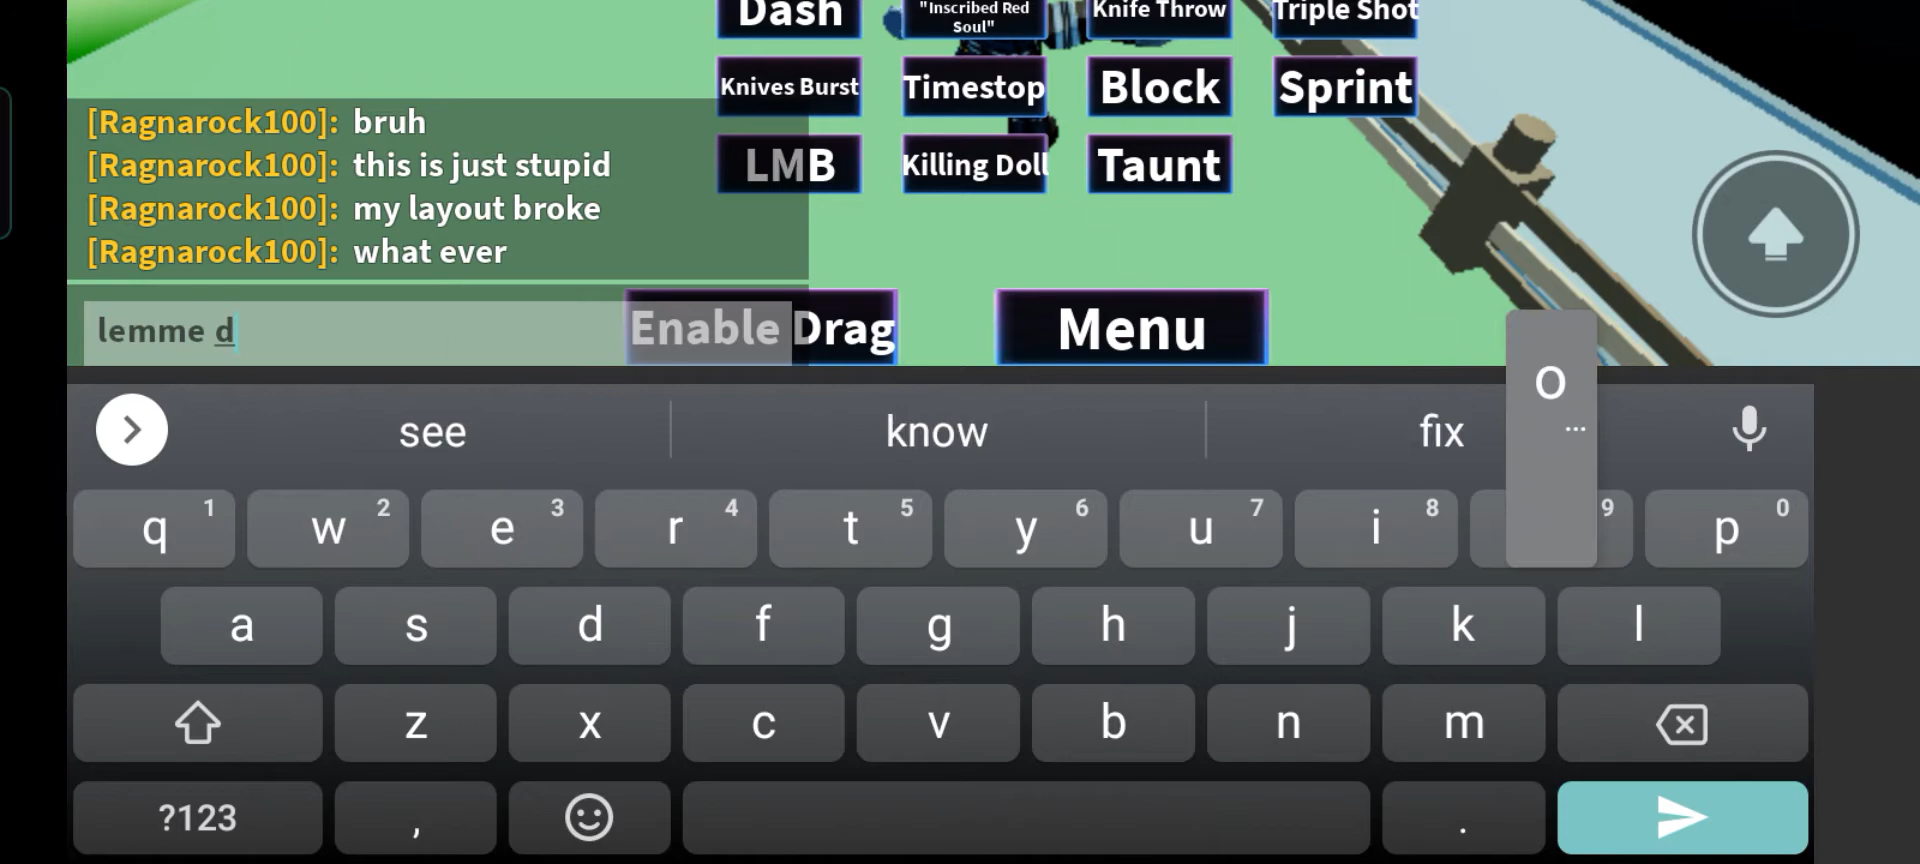 Dash
"Inscribed Red
Soul"
Knife Throw
Triple Shot
Knives Burst
Timestop
Block
Sprint
LMB
Killing Doll
Taunt
[Ragnarock100]: bruh
[Ragnarock100]: this is just stupid
[Ragnarock100]: my layout broke
[Ragnarock100]: what ever
lemme d
Enable Drag
Menu
see
know
fix
o
...
q 1 w 2 e 3 r 4 t 5 y 6 u 7 i 8 9 p 0
a s d f g h j k l
z x c v b n m
?123 , .